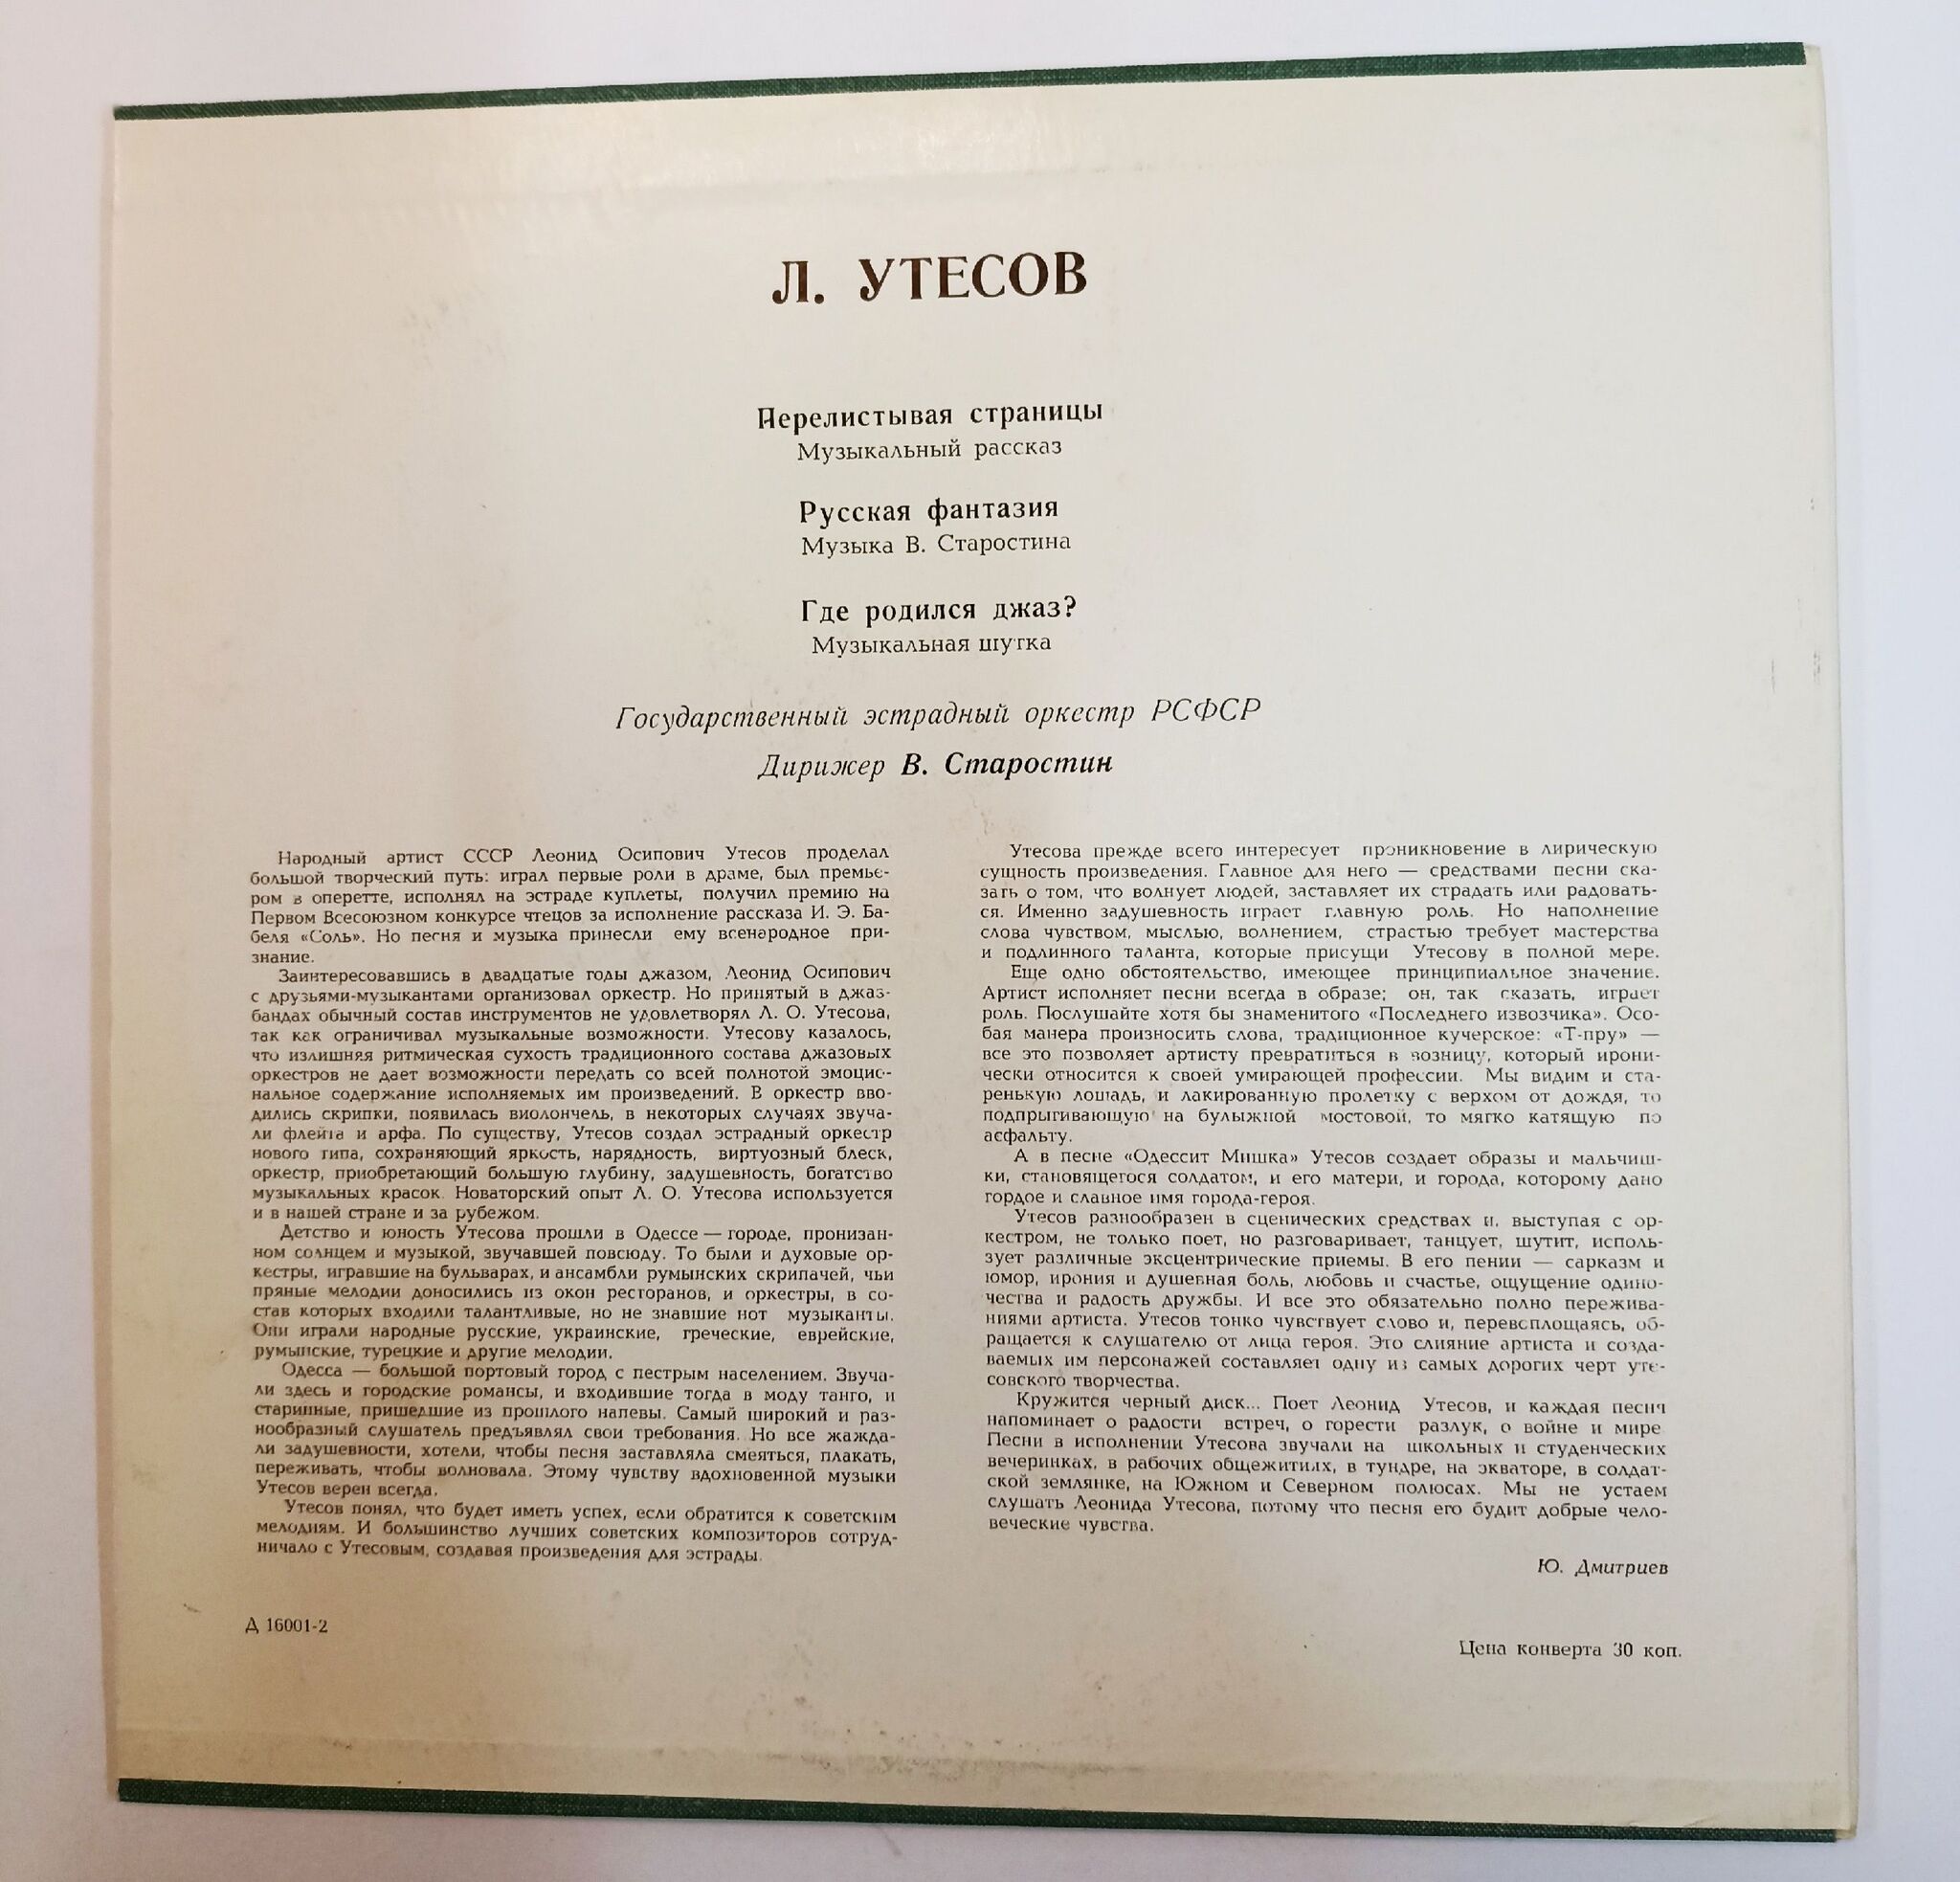 Л. УТЕСОВ
Перелистывая страницы
Музыкальный рассказ
Русская фантазия
Музыка В. Старостина
Где родился джаз?
Музыкальная шутка
Государственный эстрадный оркестр РСФСР
Дирижер В. Старостин
Народный артист СССР Леонид Осипович Утесов проделал
большой творческий путь: играл первые роли в драме, был премье-
ром в оперетте, исполнял на эстраде куплеты, получил премию на
Первом Всесоюзном конкурсе чтецов за исполнение рассказа И. Э. Ба-
беля «Соль». Но песня и музыка принесли ему всенародное при-
знание.
Заинтересовавшись в двадцатые годы джазом, Леонид Осипович
с друзьями-музыкантами организовал оркестр. Но принятый в джаз-
бандах обычный состав инструментов не удовлетворял Л. О. Утесова,
так как ограничивал музыкальные возможности. Утесову казалось,
что излишняя ритмическая сухость традиционного состава джазовых
оркестров не дает возможности передать со всей полнотой эмоцио-
нальное содержание исполняемых им произведений. В оркестр вво-
дились скрипки, появилась виолончель, в некоторых случаях звуча-
ли флейта и арфа. По существу, Утесов создал эстрадный оркестр
нового типа, сохраняющий яркость, нарядность, виртуозный блеск,
оркестр, приобретающий большую глубину, задушевность, богатство
музыкальных красок. Новаторский опыт Л. О. Утесова используется
и в нашей стране и за рубежом.
Детство и юность Утесова прошли в Одессе — городе, пронизан-
ном солнцем и музыкой, звучавшей повсюду. То были и духовые ор-
кестры, игравшие на бульварах, и ансамбли румынских скрипачей, чьи
пряные мелодии доносились из окон ресторанов, и оркестры, в со-
став которых входили талантливые, но не знавшие нот музыканты.
Они играли народные русские, украинские, греческие, еврейские,
румынские, турецкие и другие мелодии.
Одесса — большой портовый город с пестрым населением. Звуча-
ли здесь и городские романсы, и входившие тогда в моду танго, и
старинные, пришедшие из прошлого напевы. Самый широкий и раз-
нообразный слушатель предъявлял свои требования. Но все жажда-
ли задушевности, хотели, чтобы песня заставляла смеяться, плакать,
переживать, чтобы волновала. Этому чувству вдохновенной музыки
Утесов верен всегда.
Утесов понял, что будет иметь успех, если обратится к советским
мелодиям. И большинство лучших советских композиторов сотруд-
ничало с Утесовым, создавая произведения для эстрады.
Д 16001-2
Утесова прежде всего интересует проникновение в лирическую
сущность произведения. Главное для него — средствами песни ска-
зать о том, что волнует людей, заставляет их страдать или радовать-
ся. Именно задушевность играет главную роль. Но наполнение
слова чувством, мыслью, волнением, страстью требует мастерства
и подлинного таланта, которые присущи Утесову в полной мере.
Еще одно обстоятельство, имеющее принципиальное значение.
Артист исполняет песни всегда в образе; он, так сказать, играет
роль. Послушайте хотя бы знаменитого «Последнего извозчика». Осо-
бая манера произносить слова, традиционное кучерское: «Т-пру» —
все это позволяет артисту превратиться в возницу, который ирони-
чески относится к своей умирающей профессии. Мы видим и ста-
ренькую лошадь, и лакированную пролетку с верхом от дождя, то
подпрыгивающую на булыжной мостовой, то мягко катящую по
асфальту.
А в песне «Одессит Мишка» Утесов создает образы и мальчиш-
ки, становящегося солдатом, и его матери, и города, которому дано
гордое и славное имя города-героя.
Утесов разнообразен в сценических средствах и, выступая с ор-
кестром, не только поет, но разговаривает, танцует, шутит, исполь-
зует различные эксцентрические приемы. В его пении — сарказм и
юмор, ирония и душевная боль, любовь и счастье, ощущение одино-
чества и радость дружбы. И все это обязательно полно пережива-
ниями артиста. Утесов тонко чувствует слово и, перевсплощаясь, об-
ращается к слушателю от лица героя. Это слияние артиста и созда-
ваемых им персонажей составляет одну из самых дорогих черт уте-
совского творчества.
Кружится черный диск... Поет Леонид Утесов, и каждая песня
напоминает о радости встреч, о горести разлук, о войне и мире
Песни в исполнении Утесова звучали на школьных и студенческих
вечеринках, в рабочих общежитиях, в тундре, на экваторе, в солдат-
ской землянке, на Южном и Северном полюсах. Мы не устаем
слушать Леонида Утесова, потому что песня его будит добрые чело-
веческие чувства.
Ю. Дмитриев
Цена конверта 30 коп.